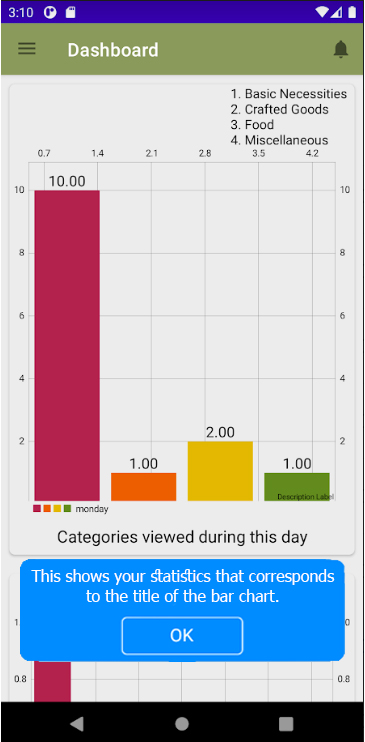 3:10
Dashboard
1. Basic Necessities
2. Crafted Goods
3. Food
4. Miscellaneous
0.7 1.4 2.1 2.8 3.5 4.2
10.00
10 10
8 8
6 6
4 4
2.00
2 2
1.00 1.00
Description Label
monday
Categories viewed during this day
This shows your statistics that corresponds
to the title of the bar chart.
OK
0.8 0.8